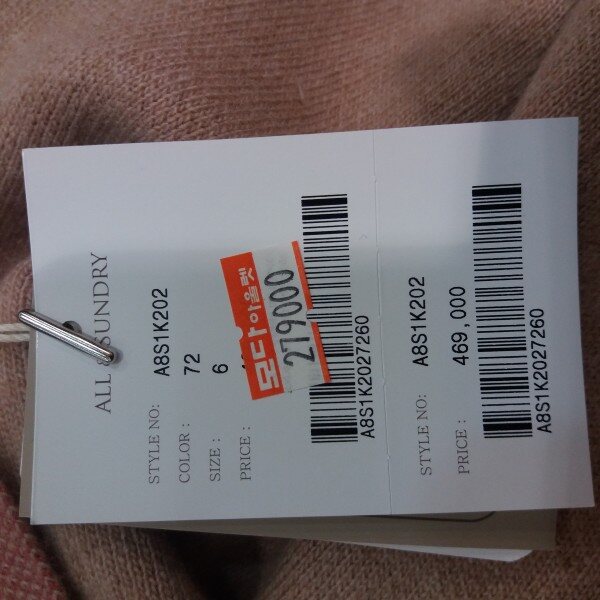 ALL & SUNDRY
STYLE NO: A8S1K202
COLOR : 72
SIZE : 6
PRICE :
모다아울렛
279000
A8S1K2027260
STYLE NO: A8S1K202
PRICE : 469,000
A8S1K2027260